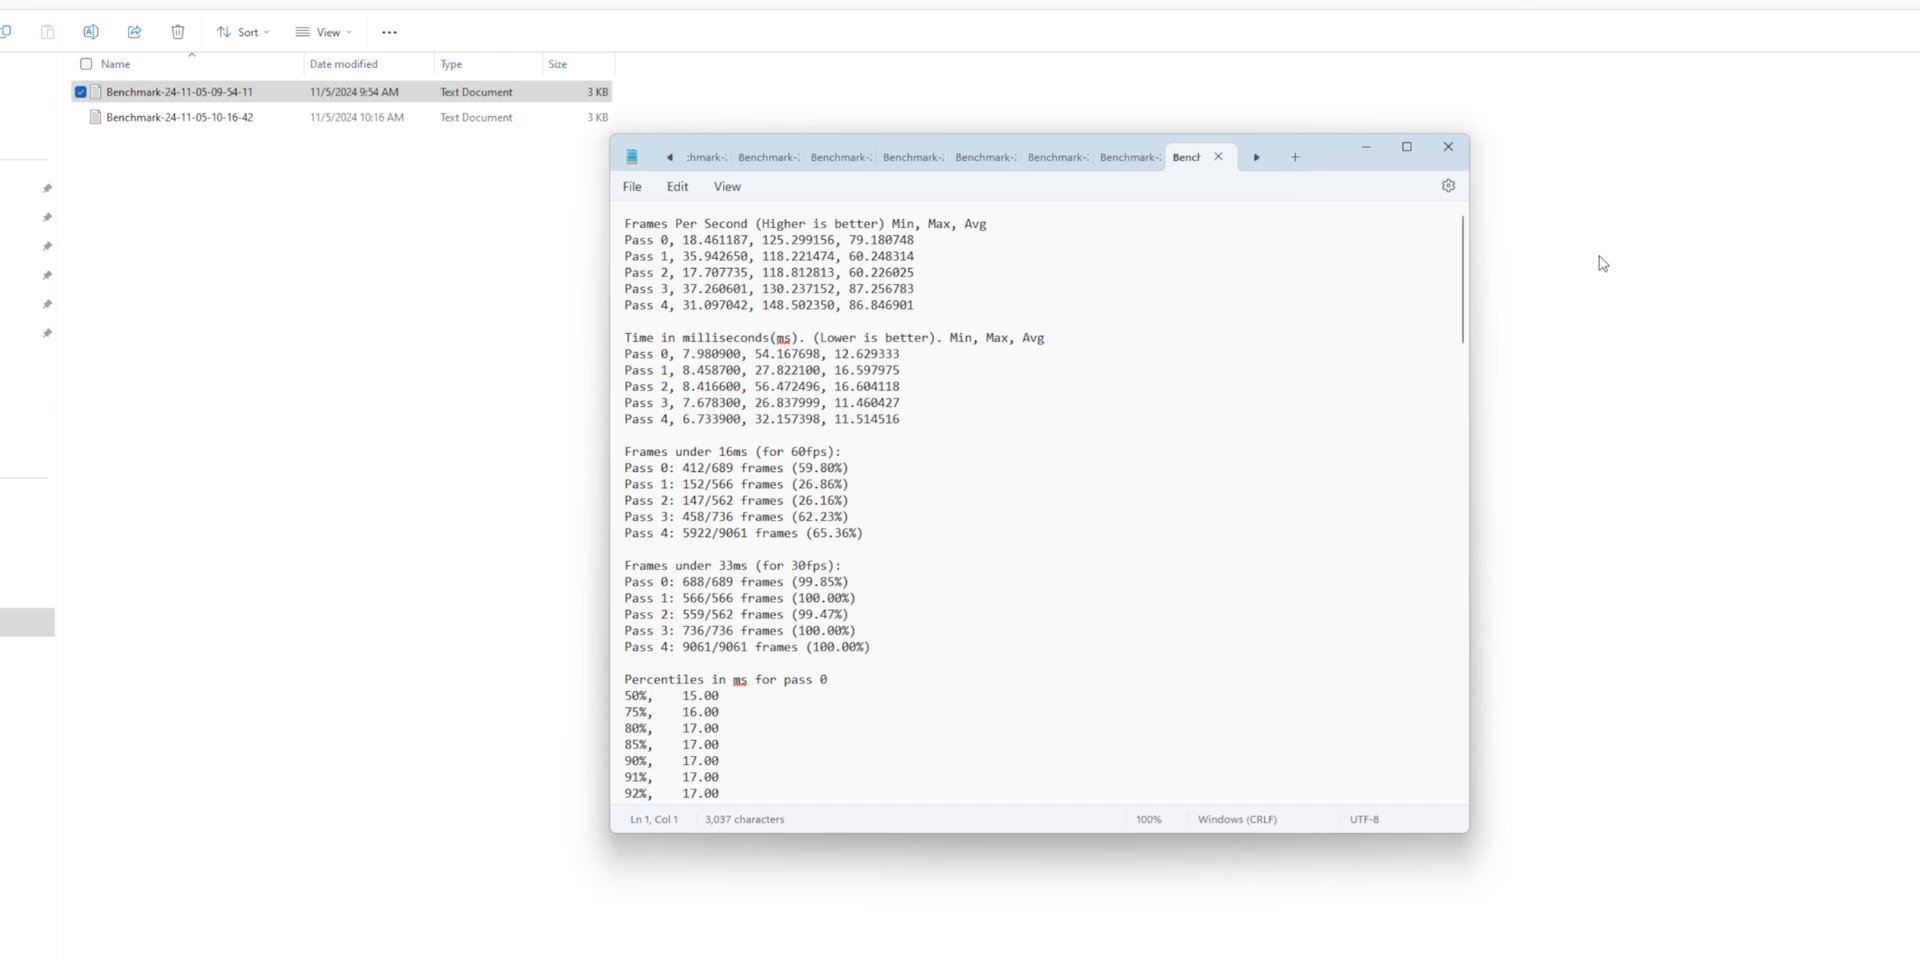 Sort
View
Name
Date modified
Type
Size
Benchmark-24-11-05-09-54-11 11/5/2024 9:54 AM Text Document 3 KB
Benchmark-24-11-05-10-16-42 11/5/2024 10:16 AM Text Document 3 KB
:hmark-: Benchmark-: Benchmark-: Benchmark-: Benchmark-: Benchmark-: Benchmark-: Bench
File Edit View
Frames Per Second (Higher is better) Min, Max, Avg
Pass 0, 18.461187, 125.299156, 79.180748
Pass 1, 35.942650, 118.221474, 60.248314
Pass 2, 17.707735, 118.812813, 60.226025
Pass 3, 37.260601, 130.237152, 87.256783
Pass 4, 31.097042, 148.502350, 86.846901
Time in milliseconds(ms). (Lower is better). Min, Max, Avg
Pass 0, 7.980900, 54.167698, 12.629333
Pass 1, 8.458700, 27.822100, 16.597975
Pass 2, 8.416600, 56.472496, 16.604118
Pass 3, 7.678300, 26.837999, 11.460427
Pass 4, 6.733900, 32.157398, 11.514516
Frames under 16ms (for 60fps):
Pass 0: 412/689 frames (59.80%)
Pass 1: 152/566 frames (26.86%)
Pass 2: 147/562 frames (26.16%)
Pass 3: 458/736 frames (62.23%)
Pass 4: 5922/9061 frames (65.36%)
Frames under 33ms (for 30fps):
Pass 0: 688/689 frames (99.85%)
Pass 1: 566/566 frames (100.00%)
Pass 2: 559/562 frames (99.47%)
Pass 3: 736/736 frames (100.00%)
Pass 4: 9061/9061 frames (100.00%)
Percentiles in ms for pass 0
50%, 15.00
75%, 16.00
80%, 17.00
85%, 17.00
90%, 17.00
91%, 17.00
92%, 17.00
Ln 1, Col 1 3,037 characters 100% Windows (CRLF) UTF-8